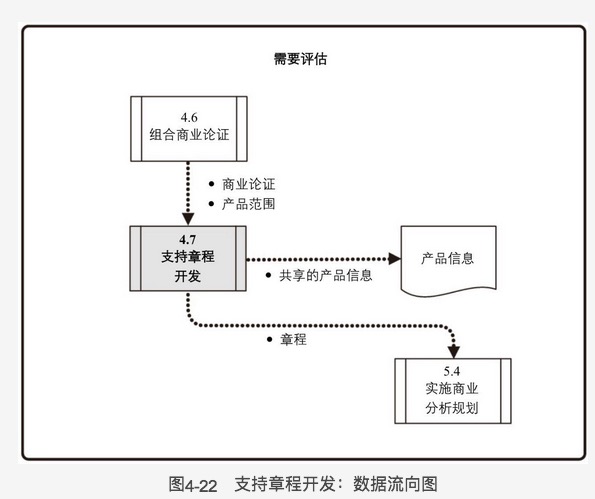 需要评估
4.6
组合商业论证
● 商业论证
● 产品范围
4.7
支持章程
开发
产品信息
● 共享的产品信息
● 章程
5.4
实施商业
分析规划
图4-22 支持章程开发：数据流向图